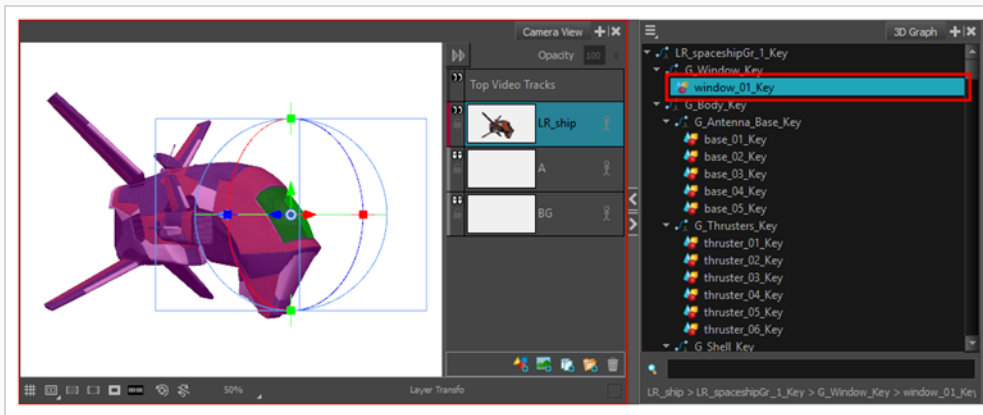 Camera View
Opacity 100
Top Video Tracks
LR_ship
A
BG
50%
Layer Transfo
3D Graph
LR_spaceshipGr_1_Key
G_Window_Key
window_01_Key
G_Body_Key
G_Antenna_Base_Key
base_01_Key
base_02_Key
base_03_Key
base_04_Key
base_05_Key
G_Thrusters_Key
thruster_01_Key
thruster_02_Key
thruster_03_Key
thruster_04_Key
thruster_05_Key
thruster_06_Key
G_Shell_Key
LR_ship > LR_spaceshipGr_1_Key > G_Window_Key > window_01_Key